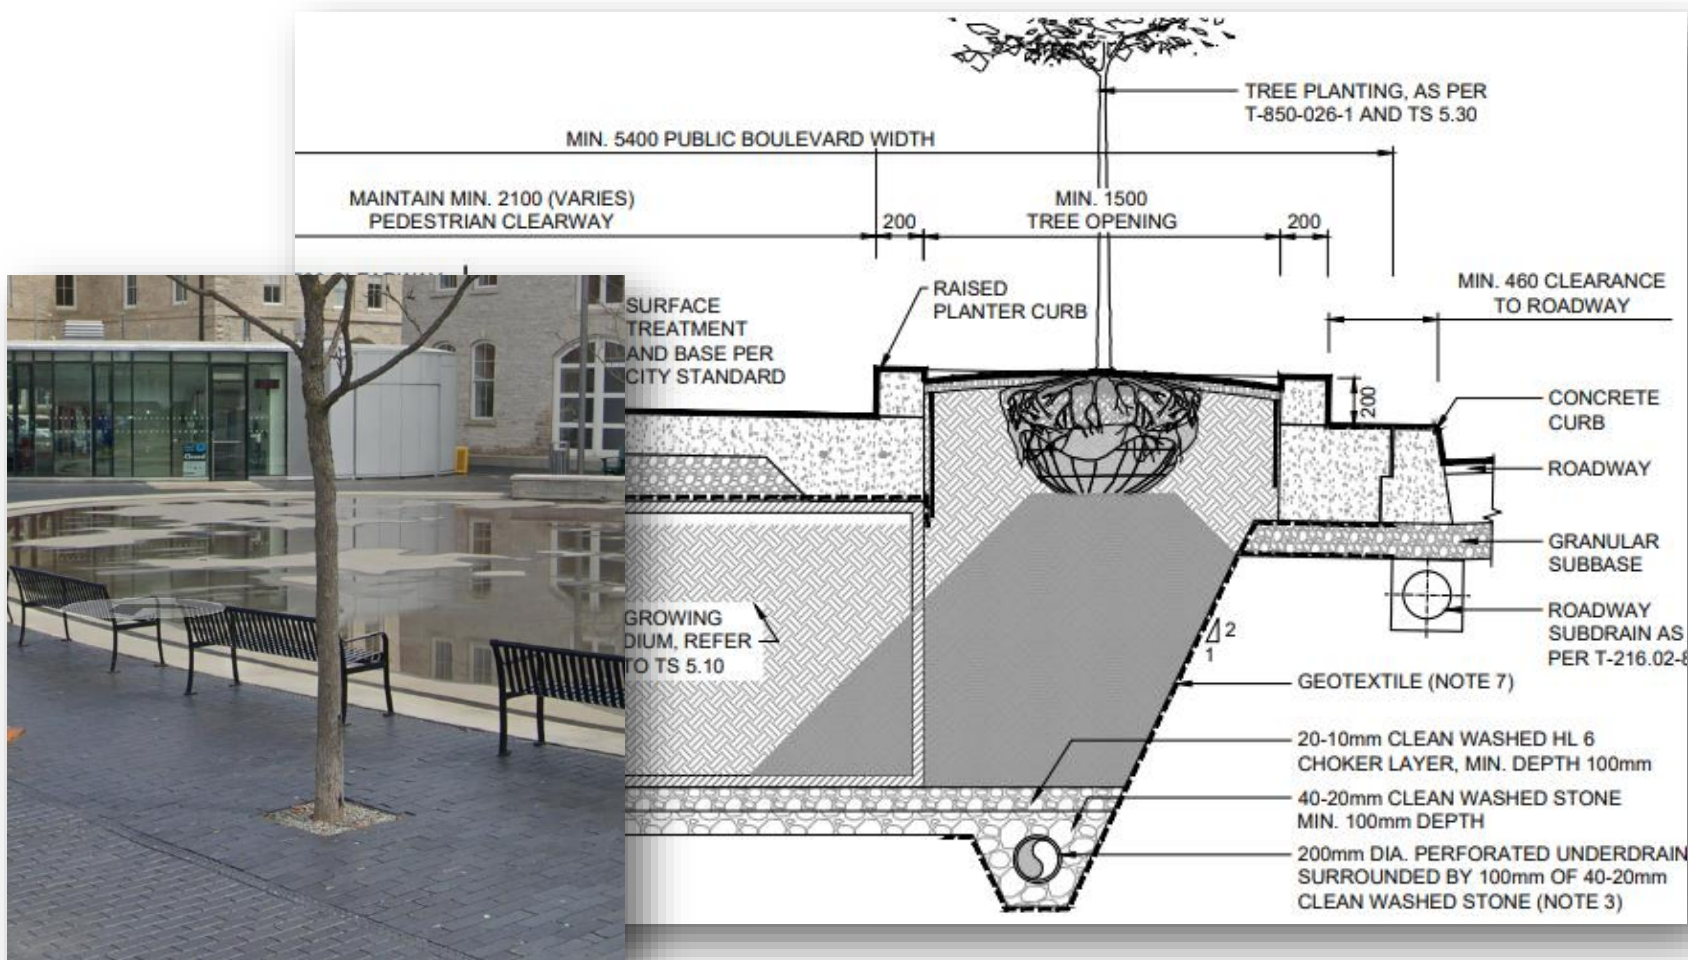 TREE PLANTING, AS PER
T-850-026-1 AND TS 5.30
MIN. 5400 PUBLIC BOULEVARD WIDTH
MAINTAIN MIN. 2100 (VARIES)
PEDESTRIAN CLEARWAY
200
MIN. 1500
TREE OPENING
200
MIN. 460 CLEARANCE
TO ROADWAY
RAISED
PLANTER CURB
SURFACE
TREATMENT
AND BASE PER
CITY STANDARD
200
CONCRETE
CURB
ROADWAY
GRANULAR
SUBBASE
ROADWAY
SUBDRAIN AS
PER T-216.02-8
GROWING
DIUM, REFER
TO TS 5.10
2
1
GEOTEXTILE (NOTE 7)
20-10mm CLEAN WASHED HL 6
CHOKER LAYER, MIN. DEPTH 100mm
40-20mm CLEAN WASHED STONE
MIN. 100mm DEPTH
200mm DIA. PERFORATED UNDERDRAIN
SURROUNDED BY 100mm OF 40-20mm
CLEAN WASHED STONE (NOTE 3)